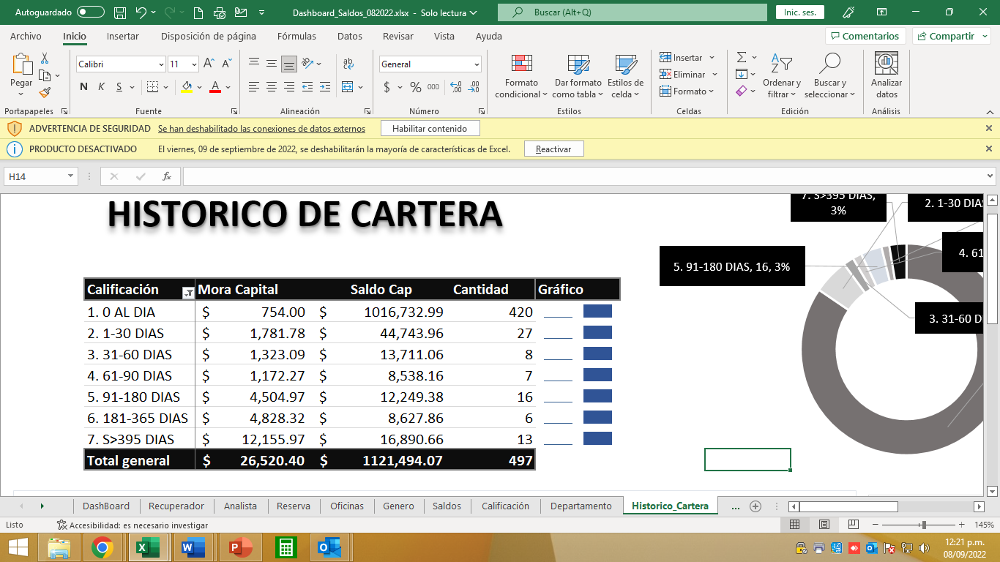 Autoguardado
Dashboard_Saldos_082022.xlsx - Solo lectura
Buscar (Alt+Q)
Inic. ses.
Archivo Inicio Insertar Disposición de página Fórmulas Datos Revisar Vista Ayuda
Comentarios Compartir
Pegar
Calibri 11
N K S
ab
General
$ % 000
Formato condicional
Dar formato como tabla
Estilos de celda
Insertar
Eliminar
Formato
Ordenar y filtrar
Buscar y seleccionar
Analizar datos
Portapapeles Fuente Alineación Número Estilos Celdas Edición Análisis
ADVERTENCIA DE SEGURIDAD Se han deshabilitado las conexiones de datos externos Habilitar contenido
PRODUCTO DESACTIVADO El viernes, 09 de septiembre de 2022, se deshabilitarán la mayoría de características de Excel. Reactivar
H14 fx
HISTORICO DE CARTERA
Calificación Mora Capital Saldo Cap Cantidad Gráfico
1. 0 AL DIA $ 754.00 $ 1016,732.99 420
2. 1-30 DIAS $ 1,781.78 $ 44,743.96 27
3. 31-60 DIAS $ 1,323.09 $ 13,711.06 8
4. 61-90 DIAS $ 1,172.27 $ 8,538.16 7
5. 91-180 DIAS $ 4,504.97 $ 12,249.38 16
6. 181-365 DIAS $ 4,828.32 $ 8,627.86 6
7. S>395 DIAS $ 12,155.97 $ 16,890.66 13
Total general $ 26,520.40 $ 1121,494.07 497
7. S>395 DIAS, 3%
2. 1-30 DIAS
4. 61
5. 91-180 DIAS, 16, 3%
3. 31-60 D
DashBoard Recuperador Analista Reserva Oficinas Genero Saldos Calificación Departamento Historico_Cartera ...
Listo Accesibilidad: es necesario investigar 145%
12:21 p.m.
08/09/2022